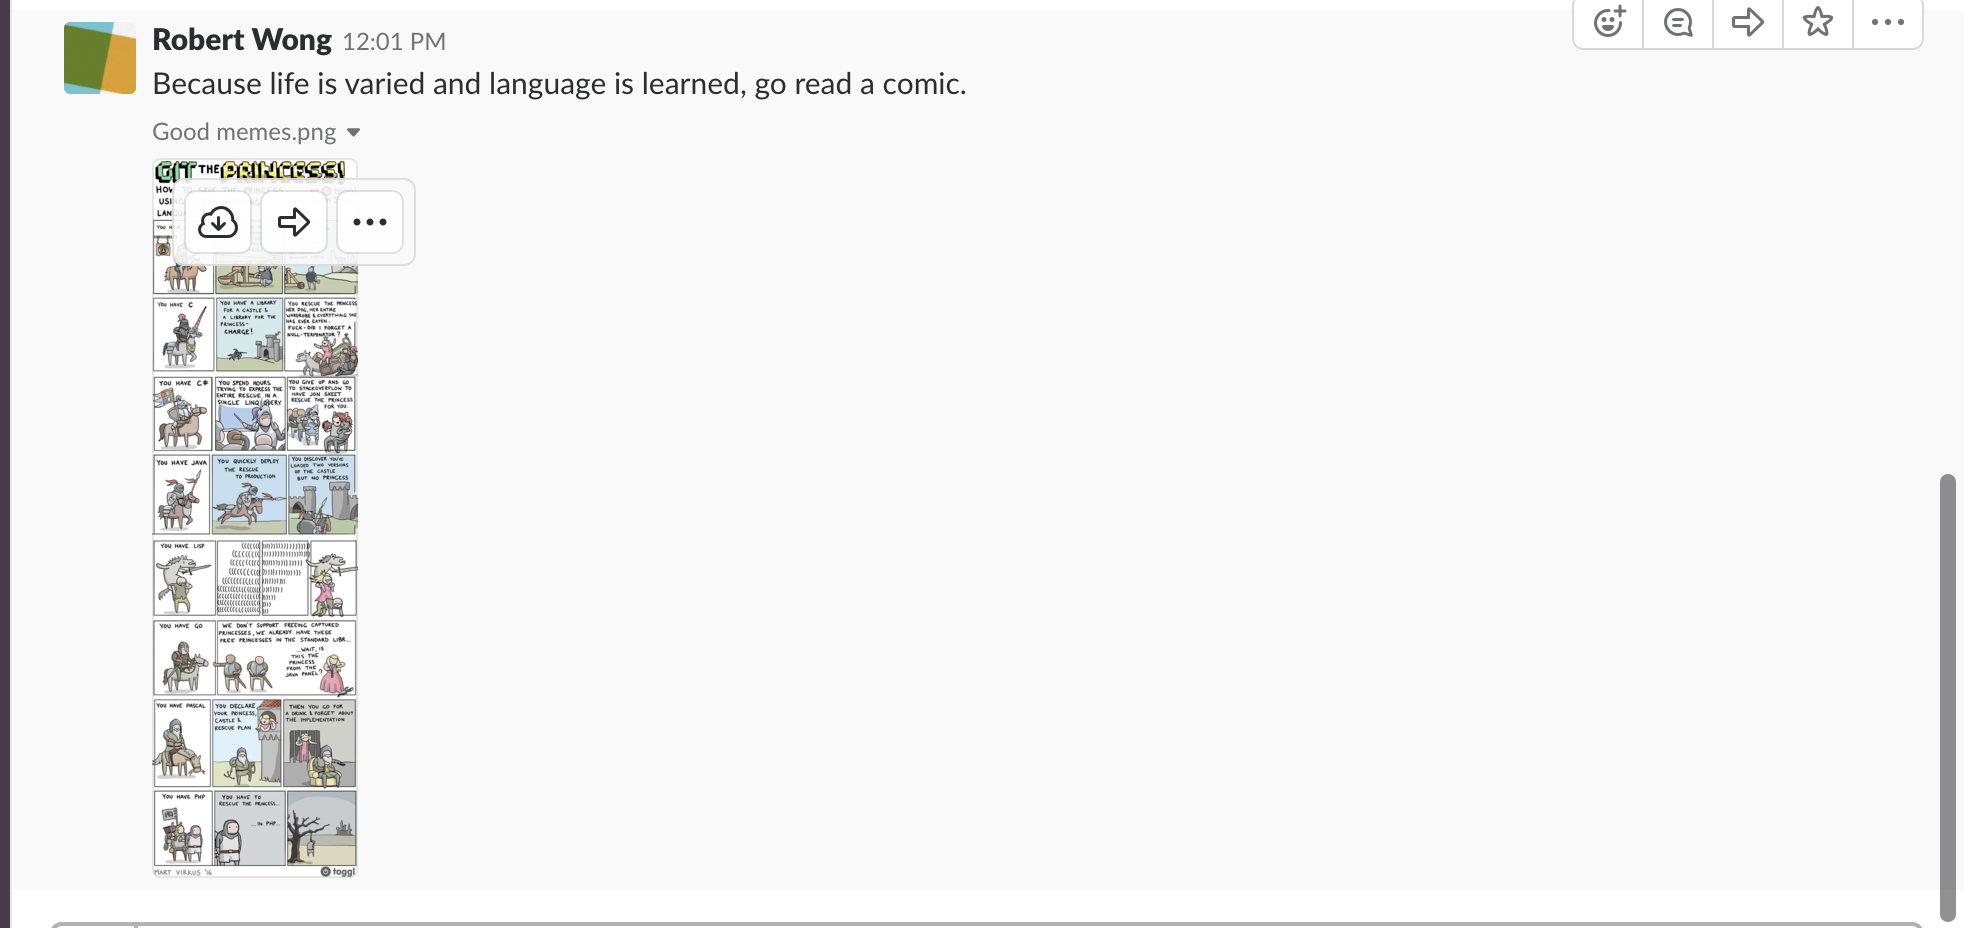 Robert Wong 12:01 PM
Because life is varied and language is learned, go read a comic.
Good memes.png
GIT THE PRINCESS!
HOW TO SAVE THE PRINCESS
USI
LAN
YOU H
YOU HAVE C
YOU HAVE A LIBRARY
FOR A CASTLE &
A LIBRARY FOR THE
PRINCESS-
CHARGE!
YOU RESCUE THE PRINCESS
HER DOG, HER ENTIRE
WARDROBE & EVERYTHING SHE
HAS EVER EATEN...
FUCK-DID I FORGET A
NULL-TERMINATOR?
YOU HAVE C#
YOU SPEND HOURS
TRYING TO EXPRESS THE
ENTIRE RESCUE IN A
SINGLE LINQ QUERY
YOU GIVE UP AND GO
TO STACKOVERFLOW TO
HAVE JON SKEET
RESCUE THE PRINCESS
FOR YOU.
YOU HAVE JAVA
YOU QUICKLY DEPLOY
THE RESCUE
TO PRODUCTION
YOU DISCOVER YOU'VE
LOADED TWO VERSIONS
OF THE CASTLE
BUT NO PRINCESS
YOU HAVE LISP
YOU HAVE GO
WE DON'T SUPPORT FREEING CAPTURED
PRINCESSES, WE ALREADY HAVE THESE
FREE PRINCESSES IN THE STANDARD LIBR...
...WAIT, IS
THIS THE
PRINCESS
FROM THE
JAVA PANEL?
YOU HAVE PASCAL
YOU DECLARE
YOUR PRINCESS,
CASTLE &
RESCUE PLAN
THEN YOU GO FOR
A DRINK & FORGET ABOUT
THE IMPLEMENTATION
YOU HAVE PHP
YOU HAVE TO
RESCUE THE PRINCESS...
...IN PHP...
MART VIRKUS '16
toggl